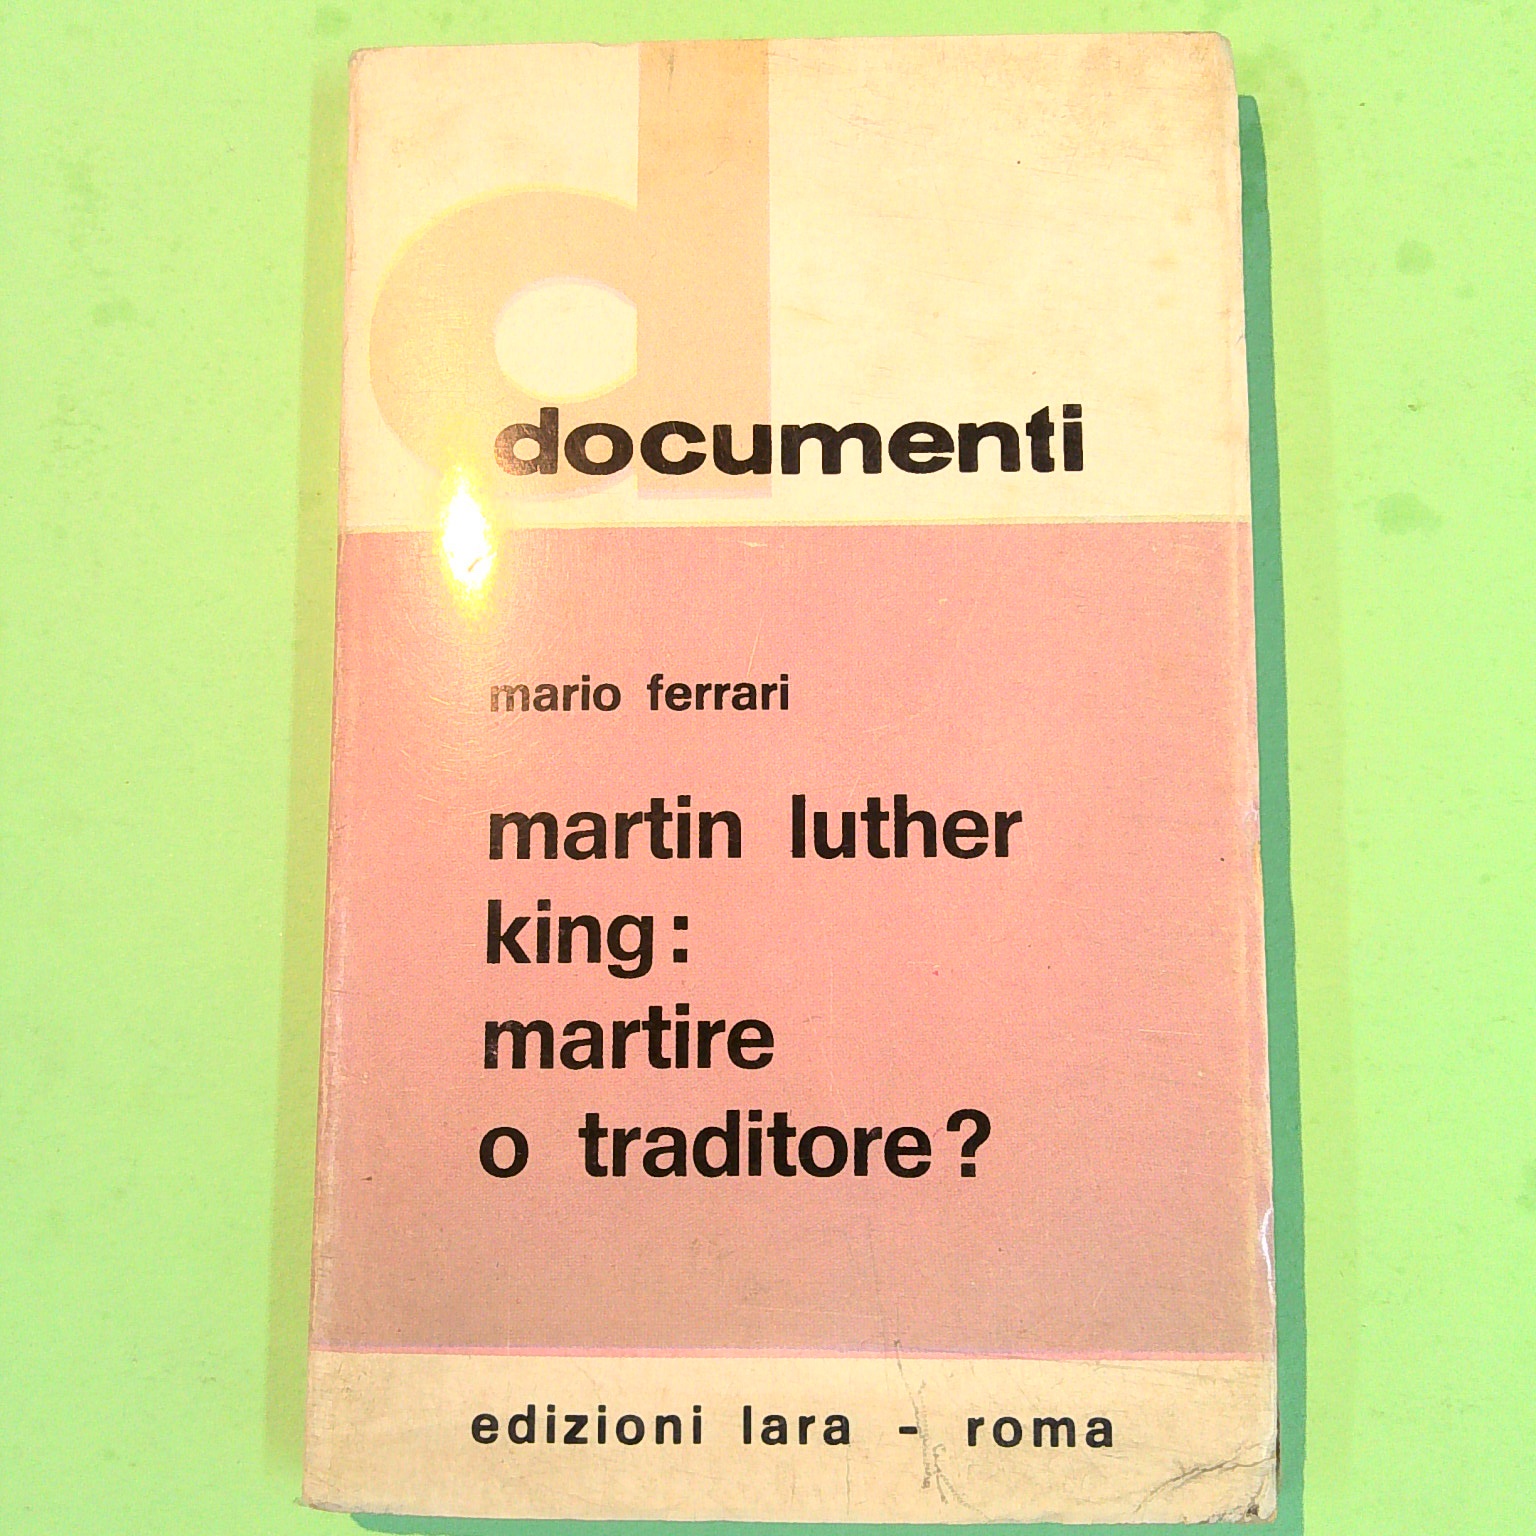 d
documenti
mario ferrari
martin luther
king:
martire
o traditore?
edizioni lara - roma